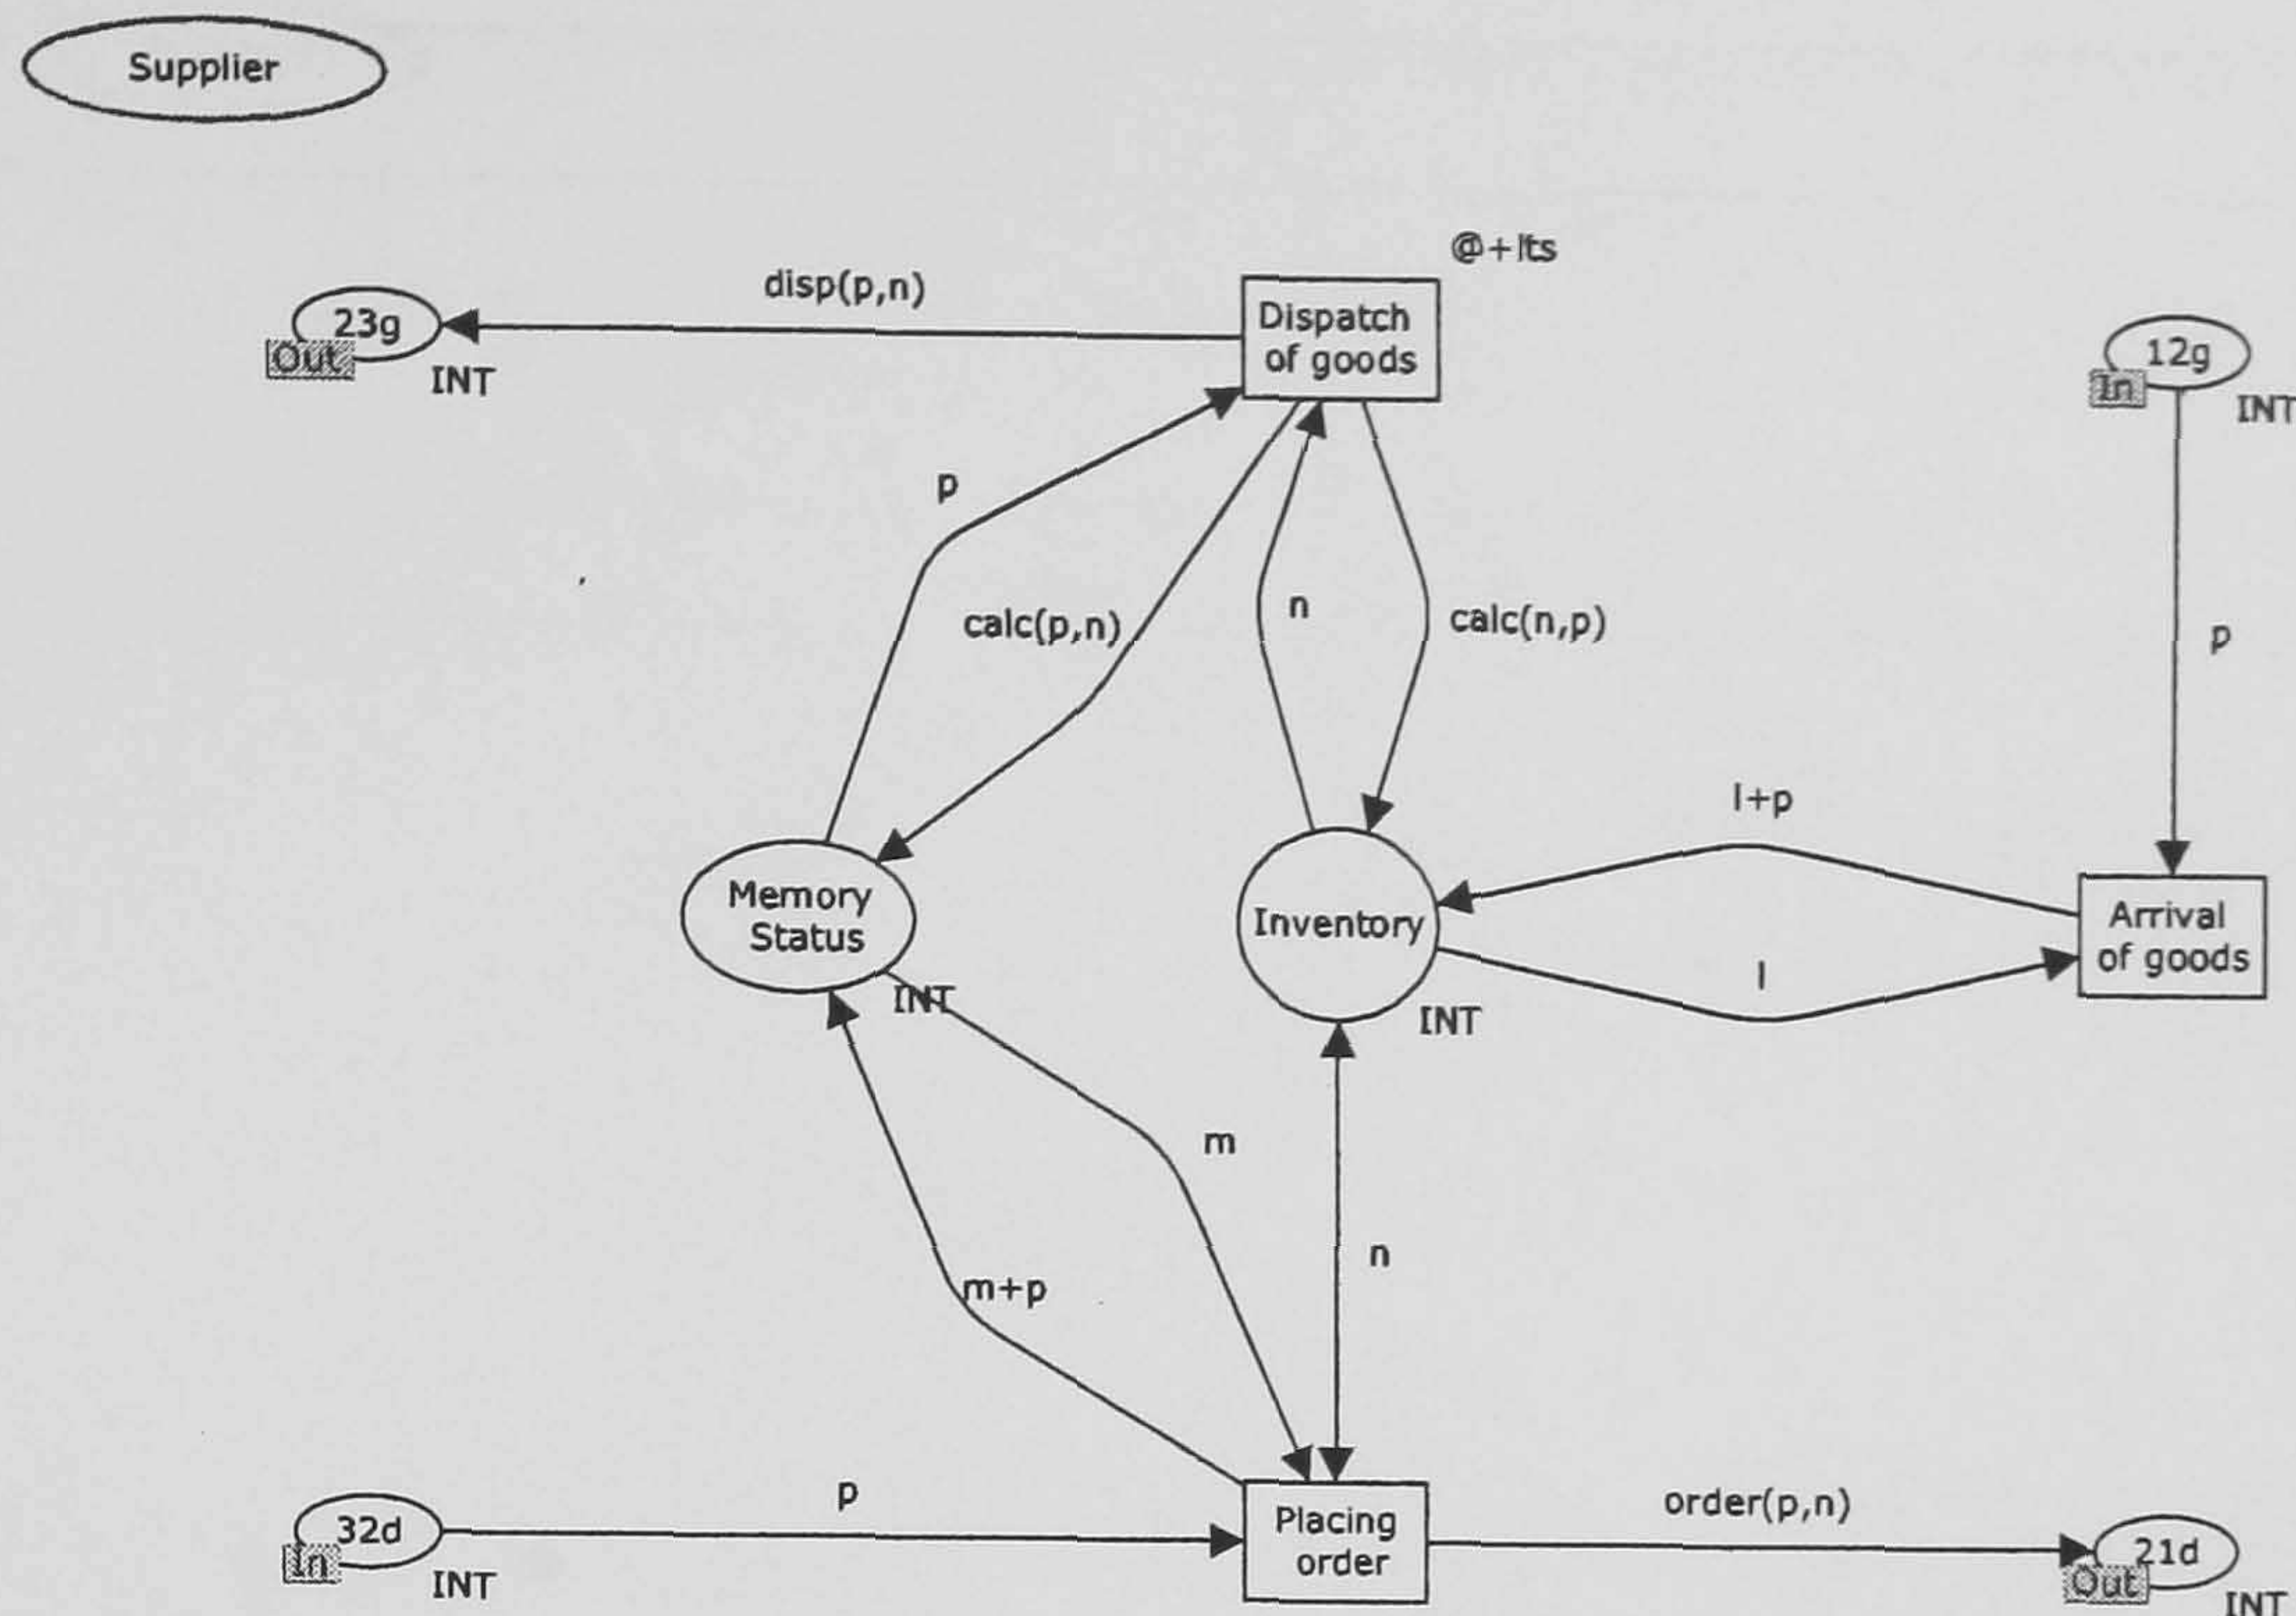 Supplier
@+lts
disp(p,n)
23g
Out
INT
Dispatch
of goods
12g
In
INT
p
calc(p,n)
n
calc(n,p)
p
l+p
Memory
Status
INT
Inventory
INT
Arrival
of goods
l
m
n
m+p
32d
In
INT
p
Placing
order
order(p,n)
21d
Out
INT